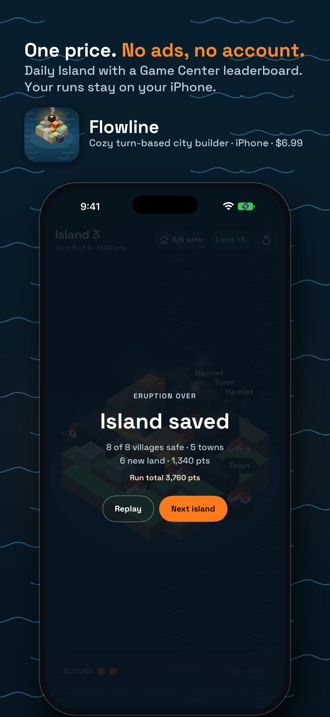 One price. No ads, no account.
Daily Island with a Game Center leaderboard.
Your runs stay on your iPhone.
Flowline
Cozy turn-based city builder · iPhone · $6.99
9:41
Island 3
Turn 8 of 8 · 1340 pts
8/8 safe
Land +6
Hamlet
Town
Hamlet
ERUPTION OVER
Island saved
8 of 8 villages safe · 5 towns
6 new land · 1,340 pts
Town
Run total 3,760 pts
Replay
Next island
ACTIONS